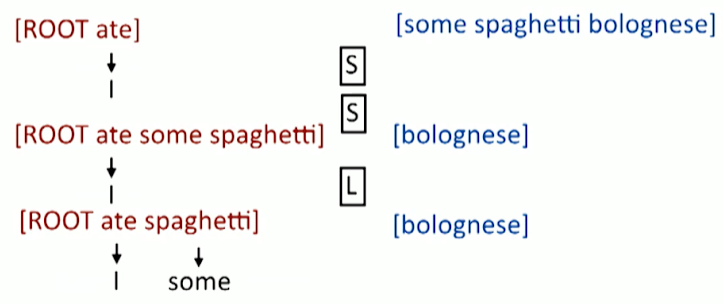 [ROOT ate] [some spaghetti bolognese]
S
I
S
[ROOT ate some spaghetti] [bolognese]
L
I
[ROOT ate spaghetti] [bolognese]
I some